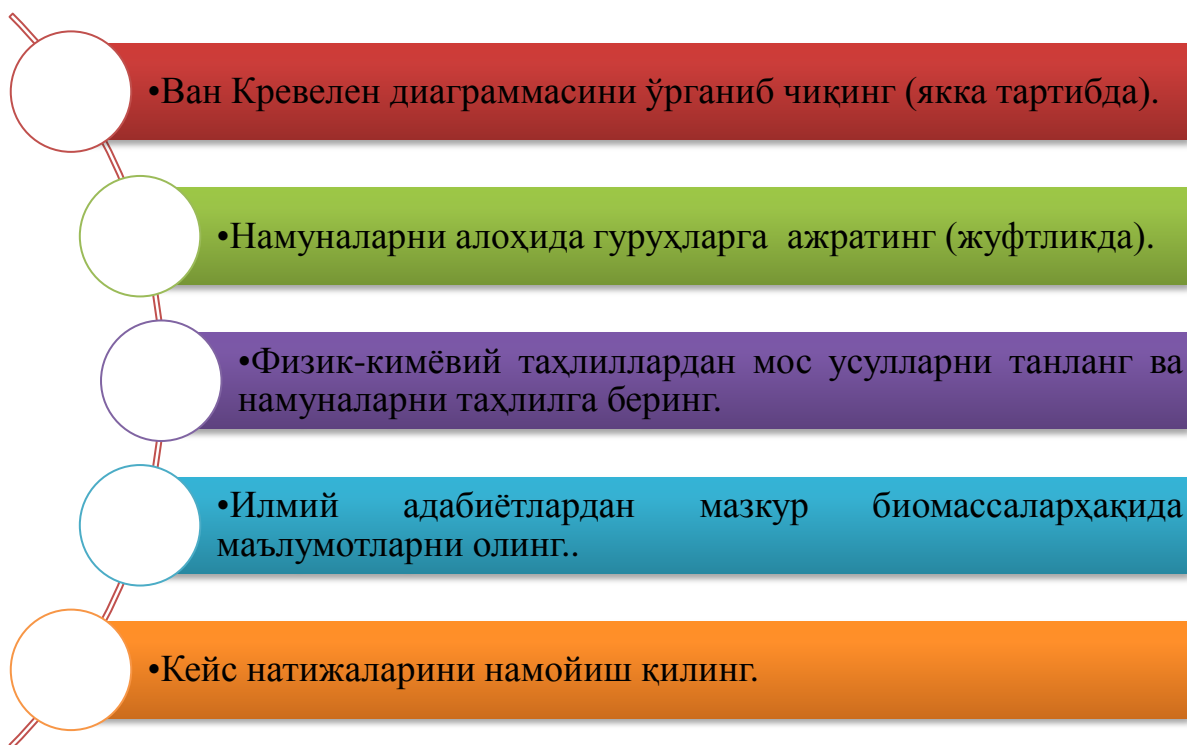 •Ван Кревелен диаграммасини ўрганиб чиқинг (якка тартибда).
•Намуналарни алоҳида гуруҳларга ажратинг (жуфтликда).
•Физик-кимёвий таҳлиллардан мос усулларни танланг ва
намуналарни таҳлилга беринг.
•Илмий адабиётлардан мазкур биомассаларҳақида
маълумотларни олинг..
•Кейс натижаларини намойиш қилинг.